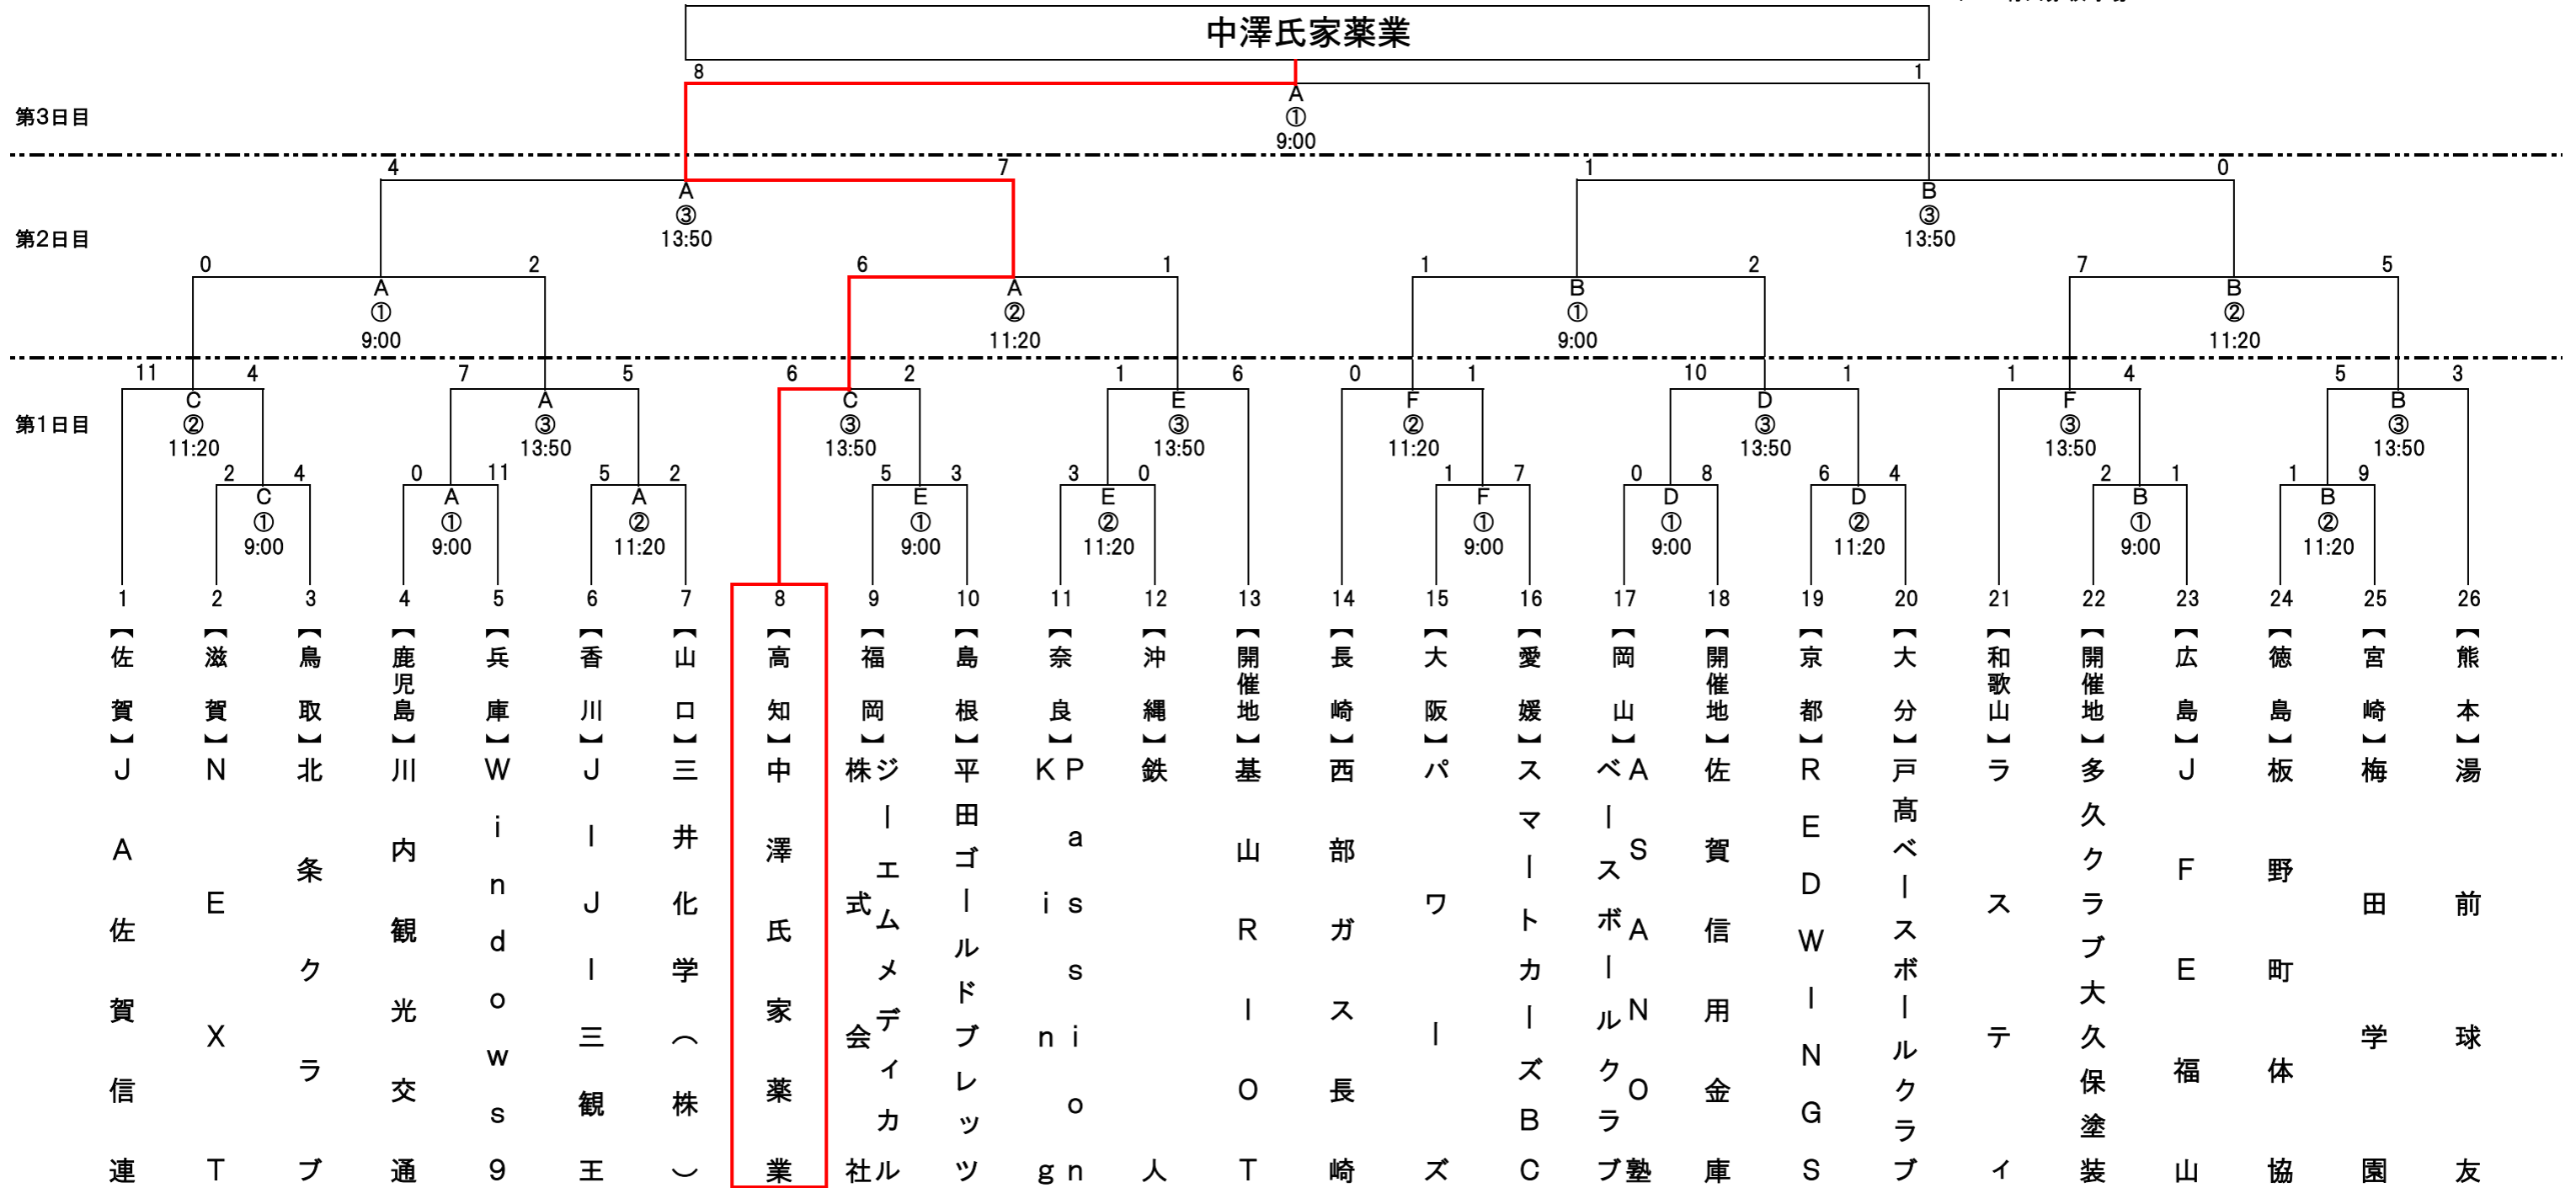 中澤氏家薬業
8 1
A
①
9:00
第3日目
4 7 1 0
A B
③ ③
13:50 13:50
第2日目
0 2 6 1 1 2 7 5
A A B B
① ② ① ②
9:00 11:20 9:00 11:20
11 4 7 5 6 2 1 6 0 1 10 1 1 4 5 3
C A C E F D F B
② ③ ③ ③ ② ③ ③ ③
11:20 13:50 13:50 13:50 11:20 13:50 13:50 13:50
第1日目
2 4 0 11 5 2 5 3 3 0 1 7 0 8 6 4 2 1 1 9
C A A E E F D D B B
① ① ② ① ② ① ① ② ① ②
9:00 9:00 11:20 9:00 11:20 9:00 9:00 11:20 9:00 11:20
1 【佐賀】 JA佐賀信連
2 【滋賀】 NEXT
3 【鳥取】 北条クラブ
4 【鹿児島】 川内観光交通
5 【兵庫】 Windows9
6 【香川】 JIJI三観王
7 【山口】 三井化学(株)
8 【高知】 中澤氏家薬業
9 【福岡】 ジーエムメディカル株式会社
10 【島根】 平田ゴールドブレッツ
11 【奈良】 Passion King
12 【沖縄】 鉄人
13 【開催地】 基山RIOT
14 【長崎】 西部ガス長崎
15 【大阪】 パワーズ
16 【愛媛】 スマートカーズBC
17 【岡山】 ASANO塾ベースボールクラブ
18 【開催地】 佐賀信用金庫
19 【京都】 REDWINGS
20 【大分】 戸髙ベースボールクラブ
21 【和歌山】 ラスティ
22 【開催地】 多久クラブ大久保塗装
23 【広島】 JFE福山
24 【徳島】 板野町体協
25 【宮崎】 梅田学園
26 【熊本】 湯前球友